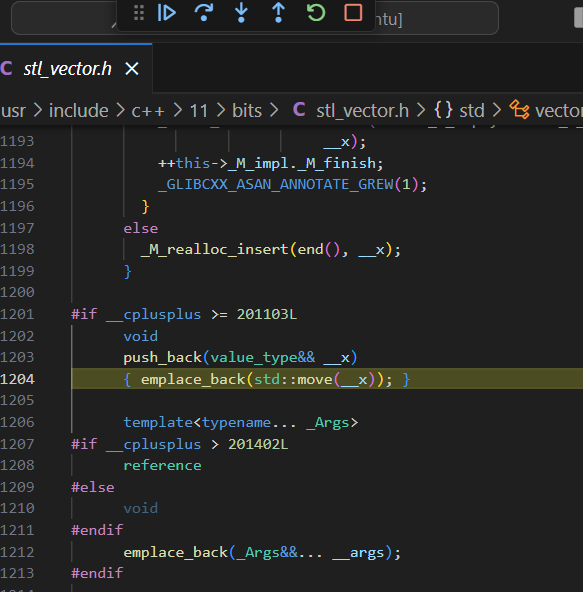 ntu]
stl_vector.h
usr > include > c++ > 11 > bits > C stl_vector.h > {} std > vector
1193 __x);
1194 ++this->_M_impl._M_finish;
1195 _GLIBCXX_ASAN_ANNOTATE_GREW(1);
1196 }
1197 else
1198 _M_realloc_insert(end(), __x);
1199 }
1200
1201 #if __cplusplus >= 201103L
1202 void
1203 push_back(value_type&& __x)
1204 { emplace_back(std::move(__x)); }
1205
1206 template<typename... _Args>
1207 #if __cplusplus > 201402L
1208 reference
1209 #else
1210 void
1211 #endif
1212 emplace_back(_Args&&... __args);
1213 #endif